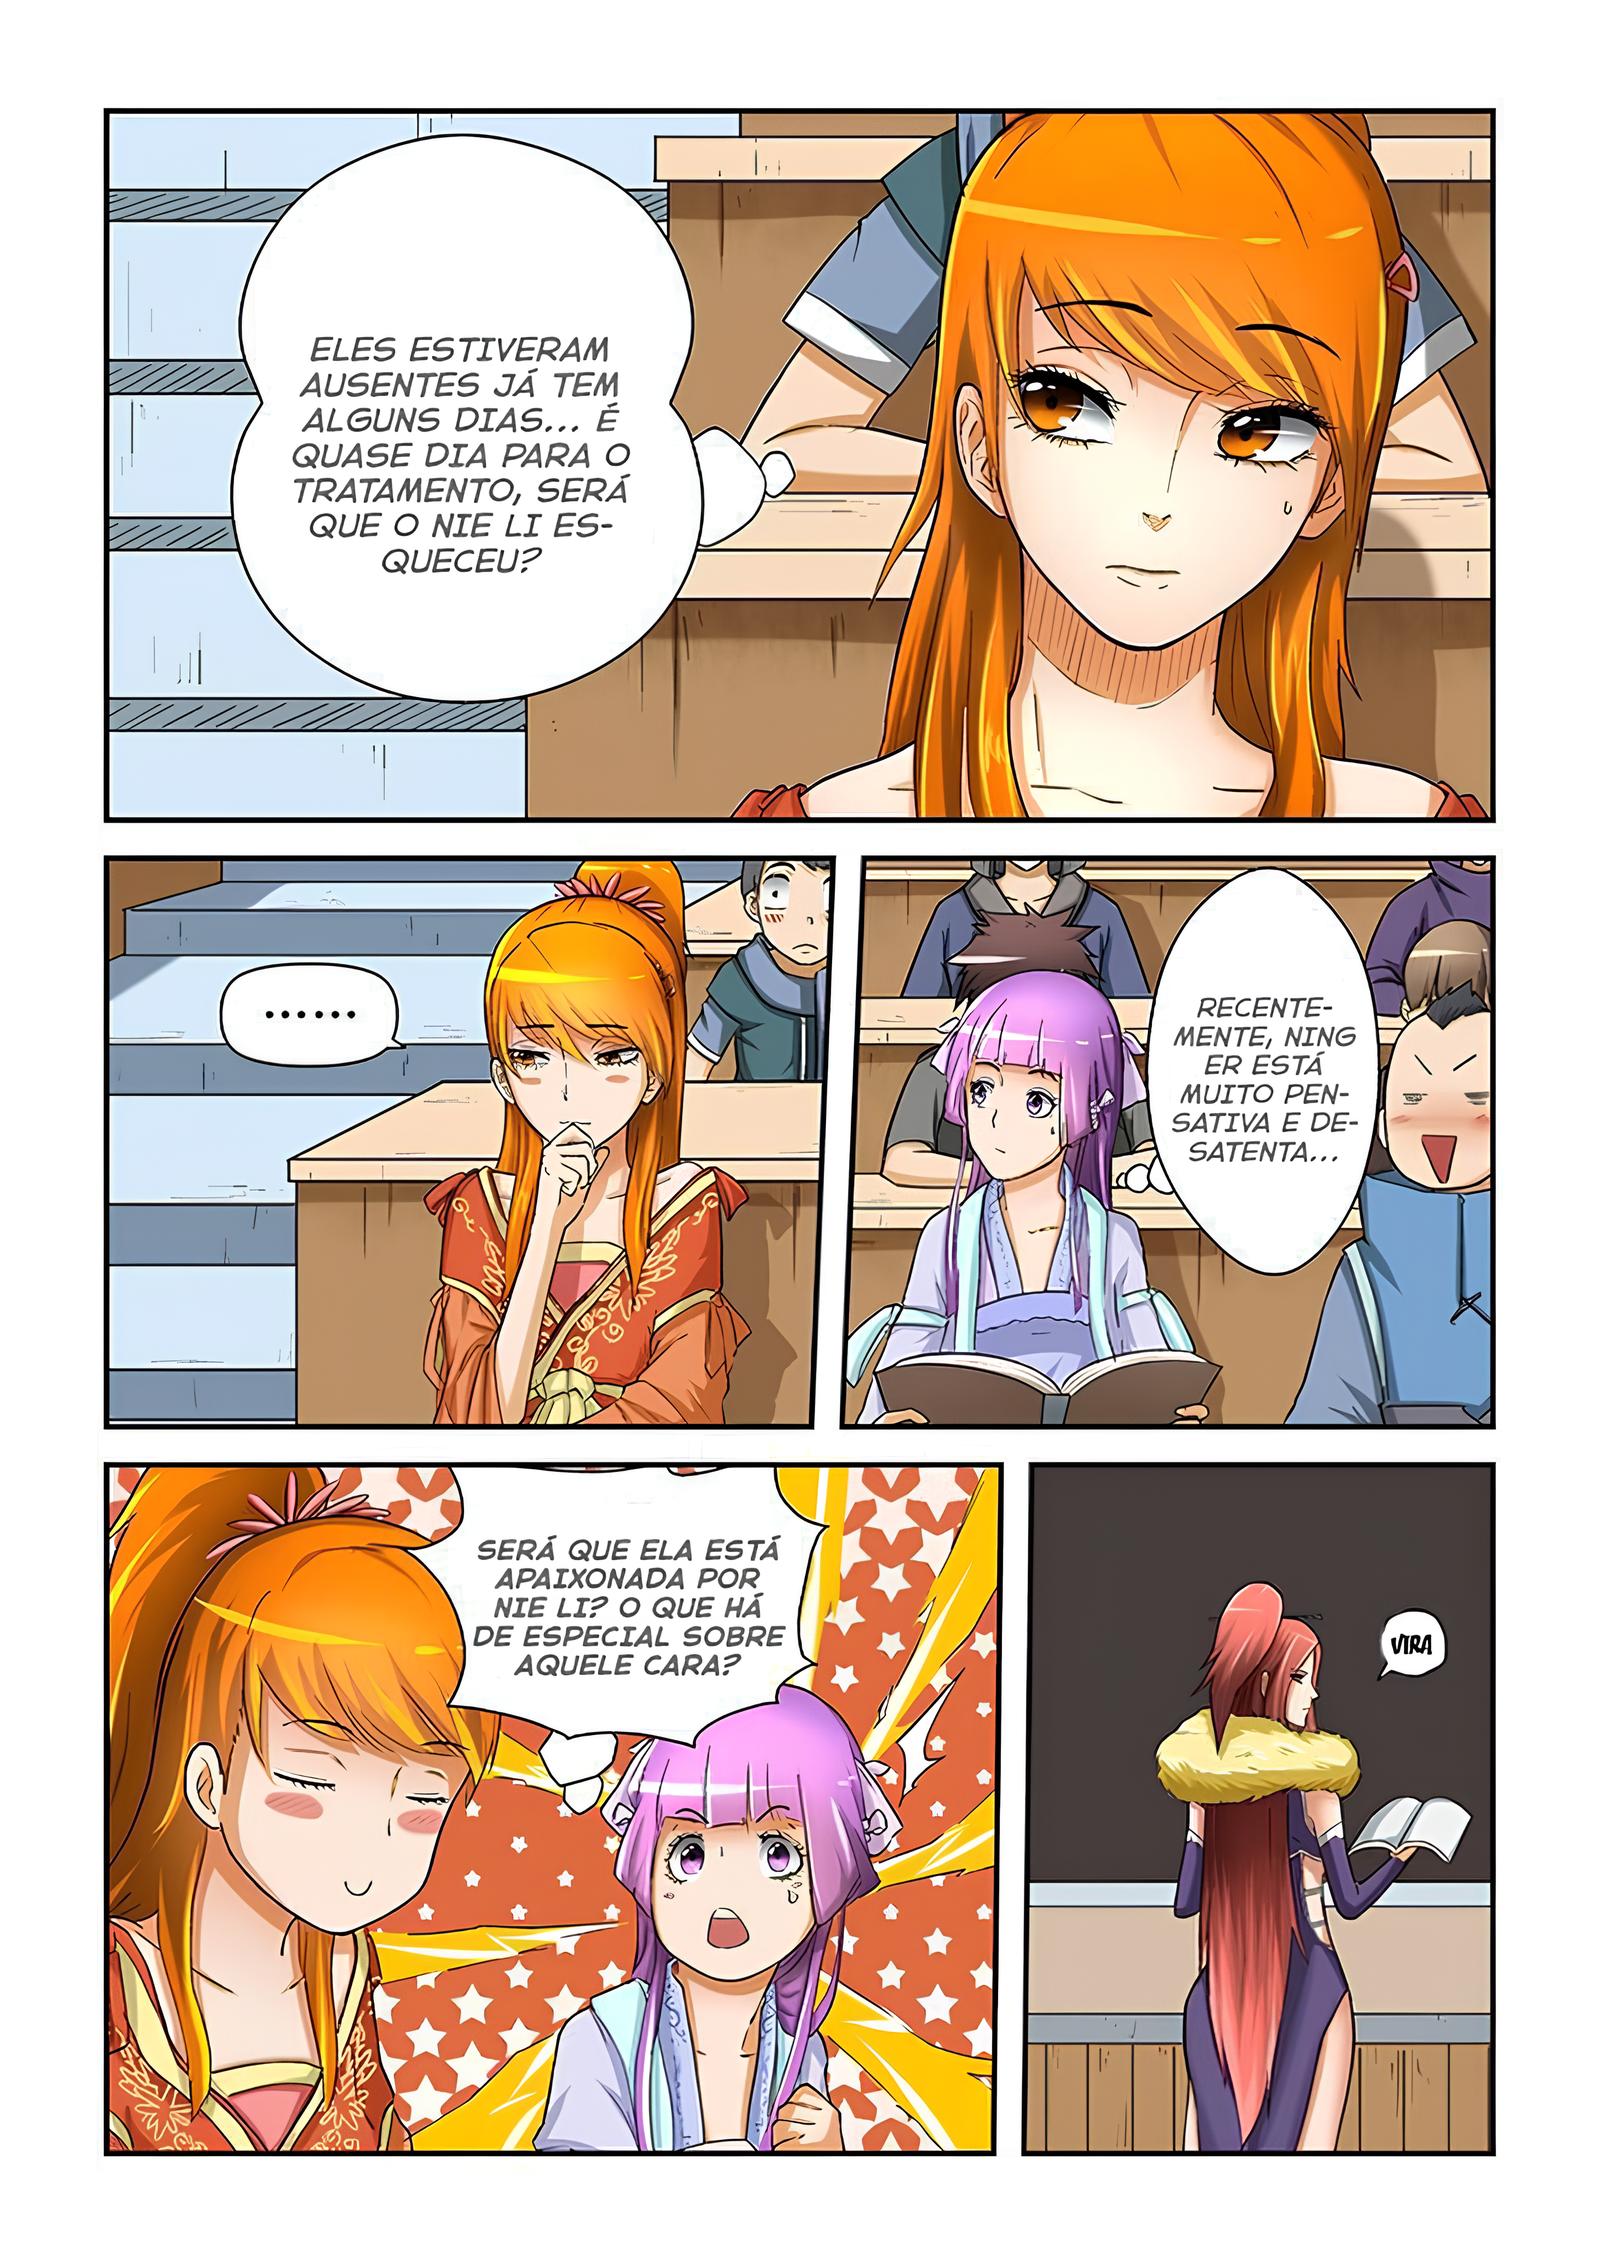 ELES ESTIVERAM
AUSENTES JÁ TEM
ALGUNS DIAS... É
QUASE DIA PARA O
TRATAMENTO, SERÁ
QUE O NIE LI ES-
QUECEU?
......
RECENTE-
MENTE, NING
ER ESTÁ
MUITO PEN-
SATIVA E DE-
SATENTA...
SERÁ QUE ELA ESTÁ
APAIXONADA POR
NIE LI? O QUE HÁ
DE ESPECIAL SOBRE
AQUELE CARA?
VIRA